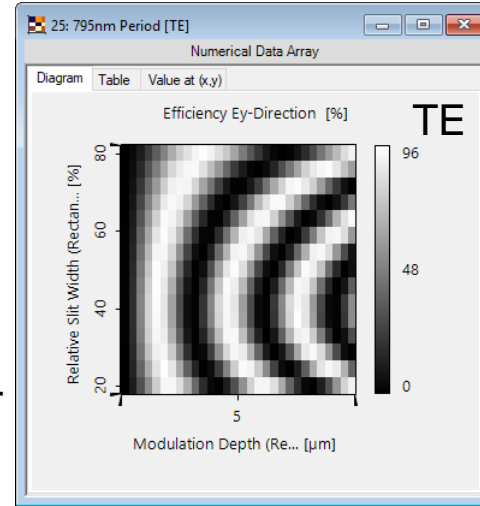 25: 795nm Period [TE]
Numerical Data Array
Diagram Table Value at (x,y)
Efficiency Ey-Direction [%]
TE
Relative Slit Width (Rectan... [%]
80
60
40
20
5
Modulation Depth (Re... [µm]
96
48
0